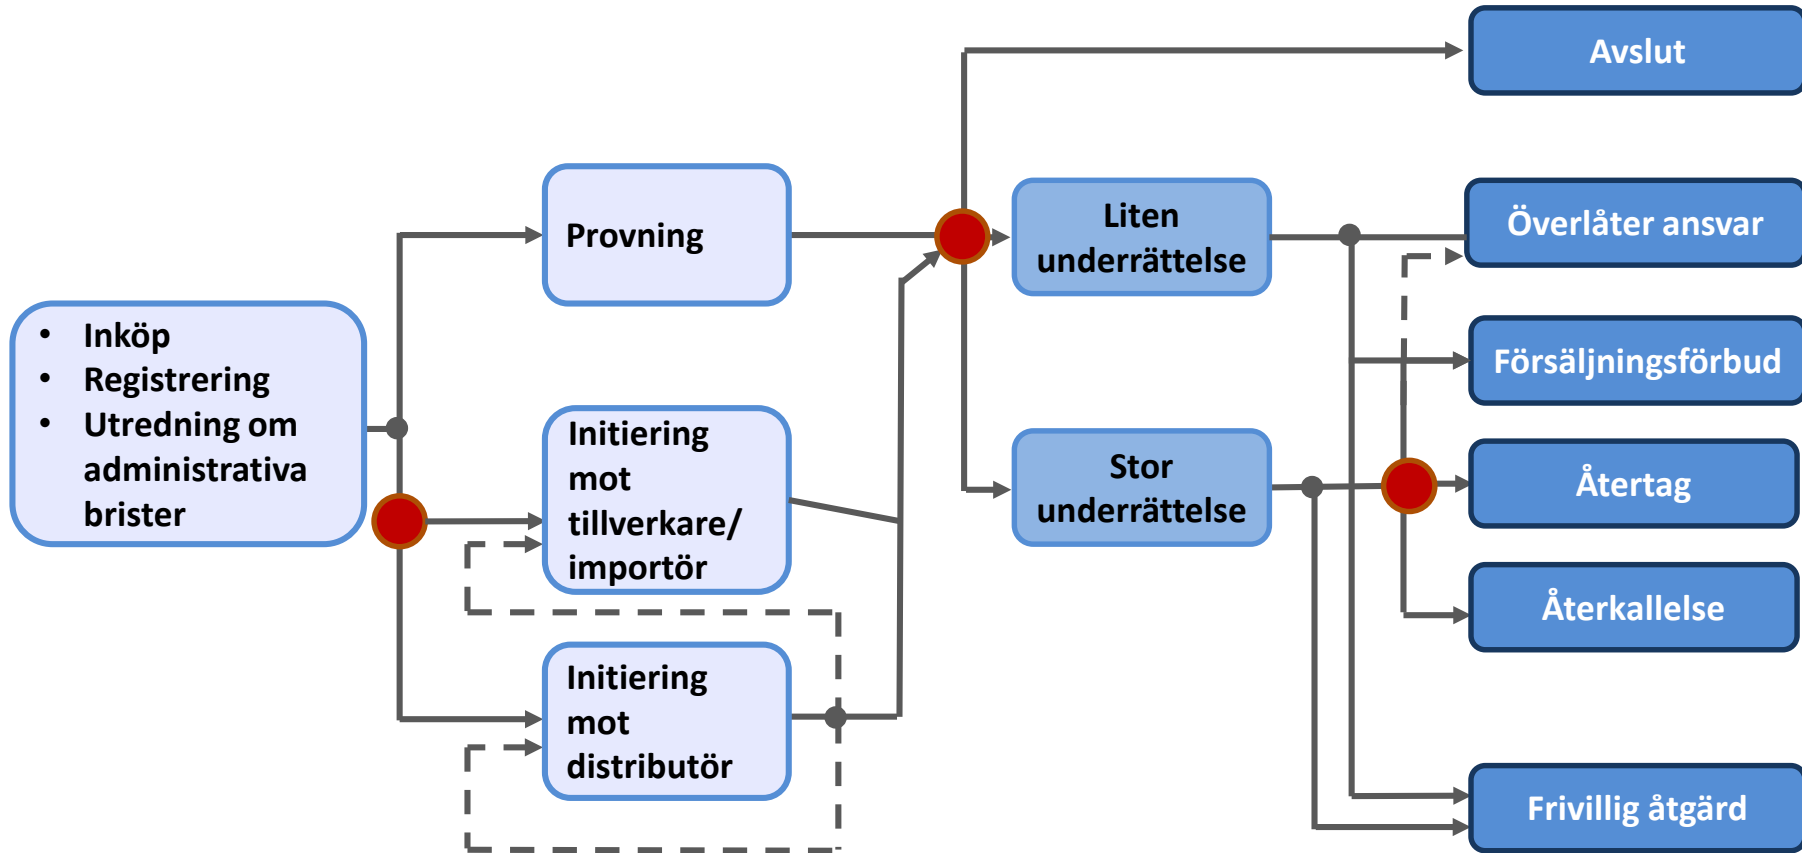 • Inköp
• Registrering
• Utredning om
administrativa
brister
Provning
Initiering
mot
tillverkare/
importör
Initiering
mot
distributör
Liten
underrättelse
Stor
underrättelse
Avslut
Överlåter ansvar
Försäljningsförbud
Återtag
Återkallelse
Frivillig åtgärd